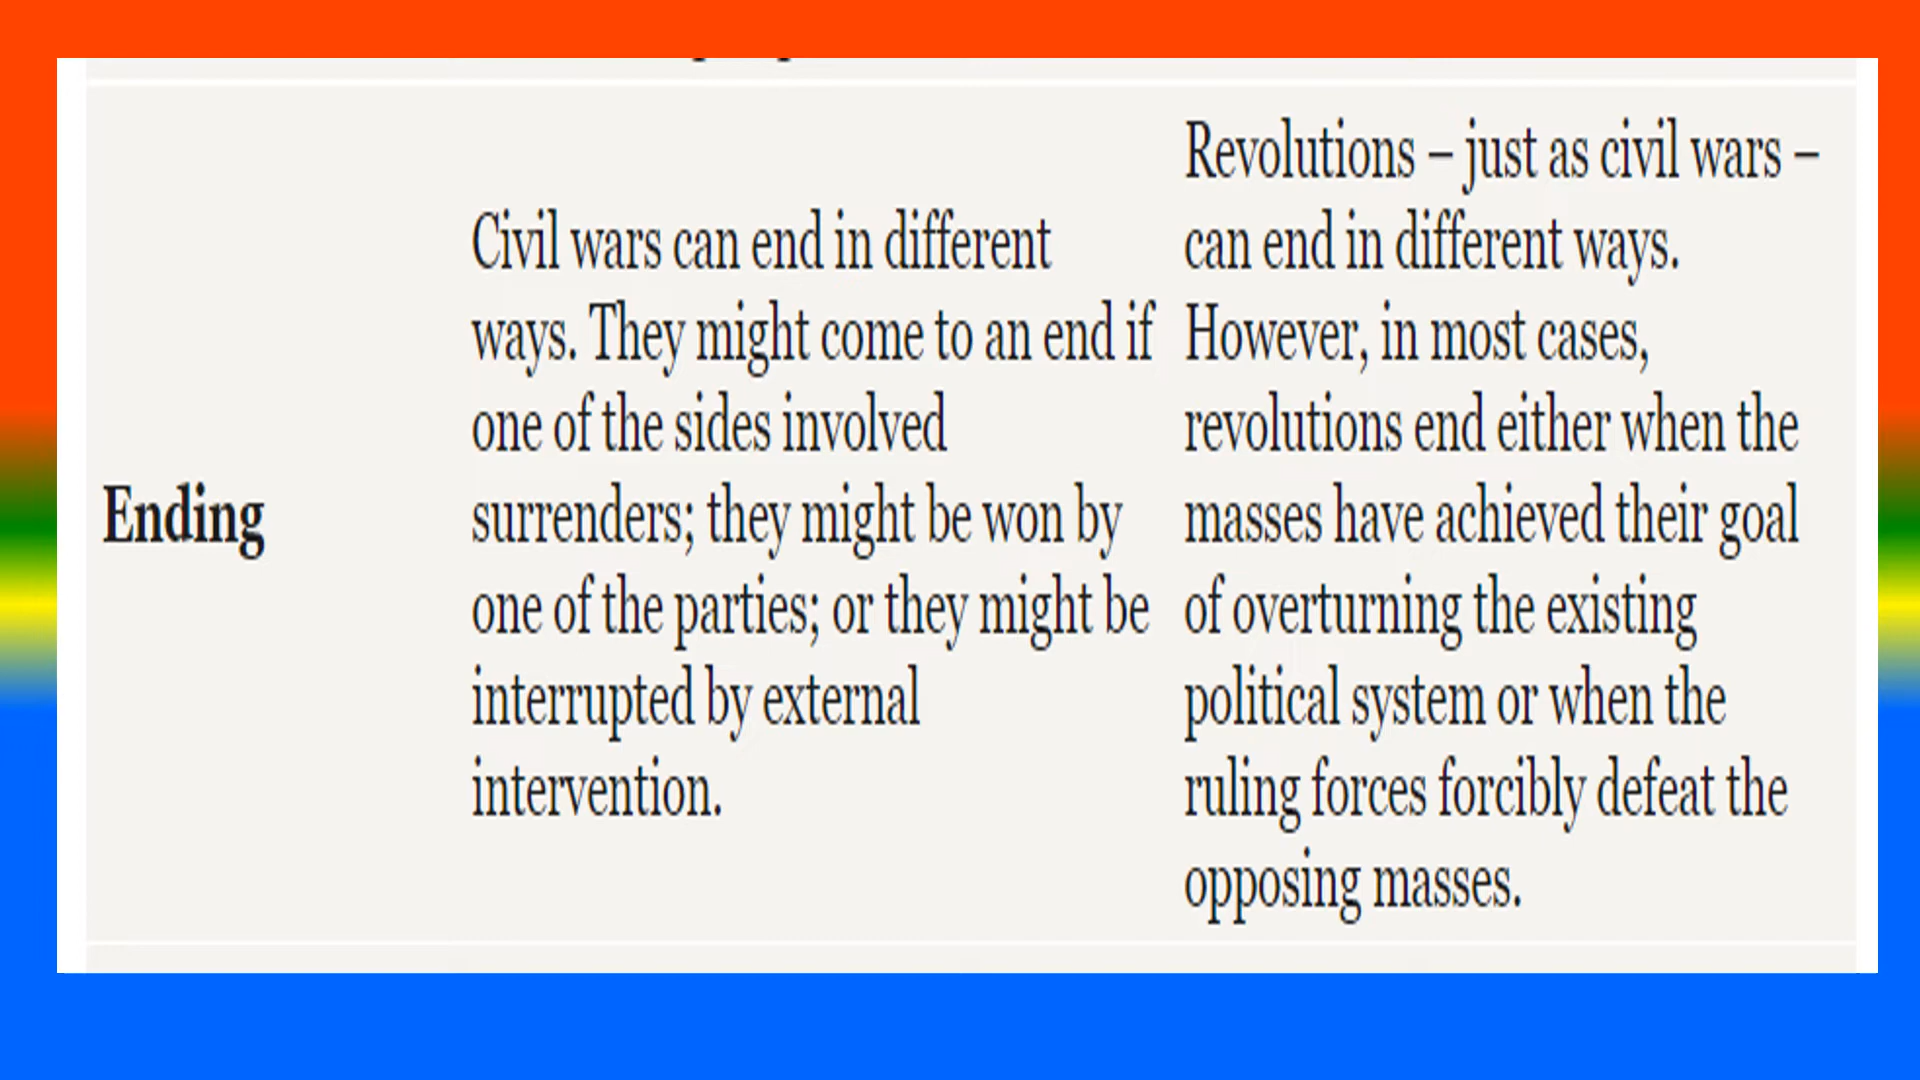 Ending
Civil wars can end in different
ways. They might come to an end if
one of the sides involved
surrenders; they might be won by
one of the parties; or they might be
interrupted by external
intervention.
Revolutions – just as civil wars –
can end in different ways.
However, in most cases,
revolutions end either when the
masses have achieved their goal
of overturning the existing
political system or when the
ruling forces forcibly defeat the
opposing masses.